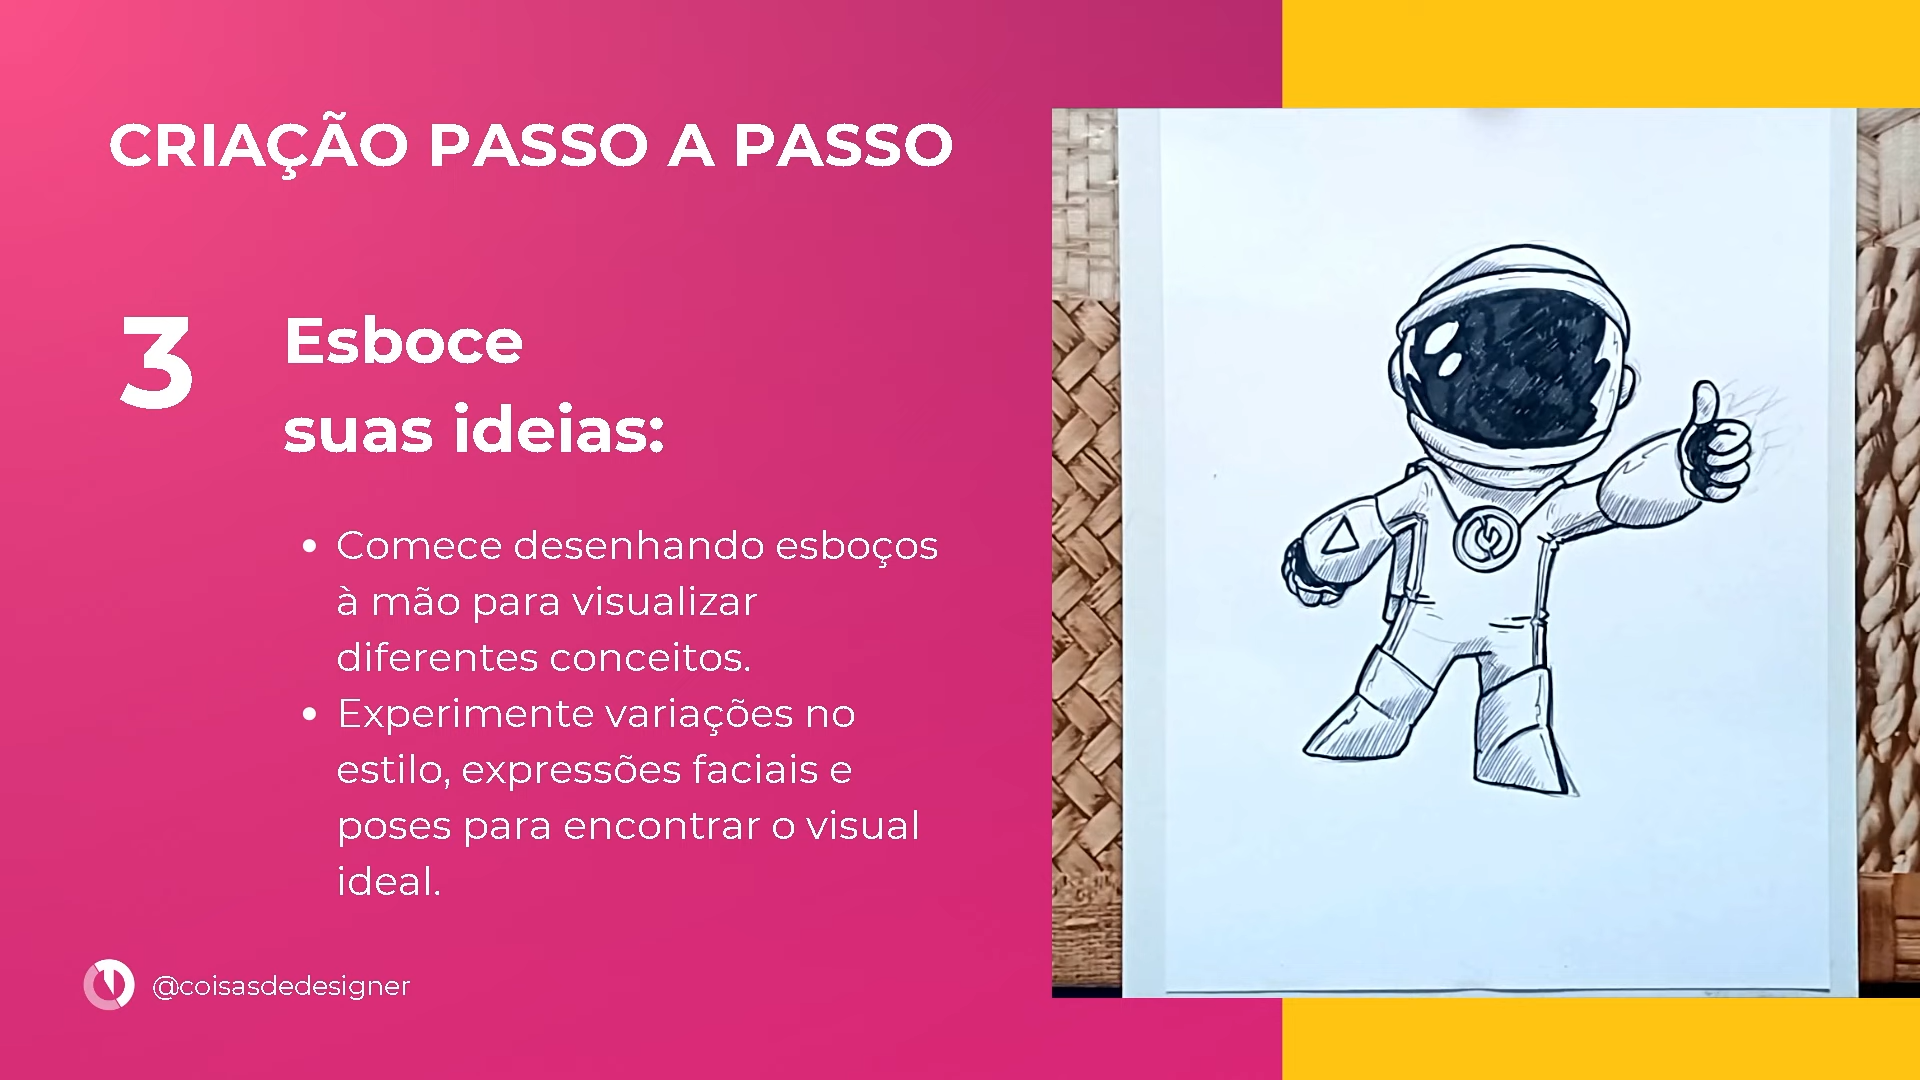 CRIAÇÃO PASSO A PASSO
3
Esboce
suas ideias:
• Comece desenhando esboços
à mão para visualizar
diferentes conceitos.
• Experimente variações no
estilo, expressões faciais e
poses para encontrar o visual
ideal.
@coisasdedesigner